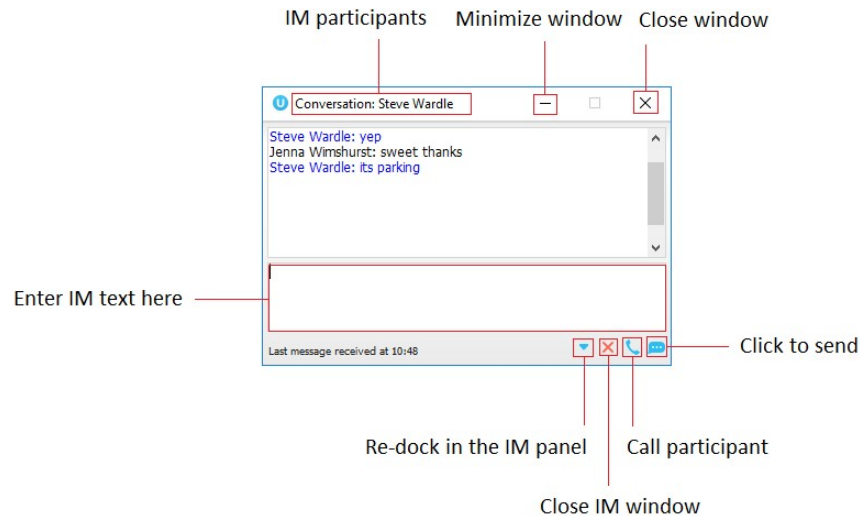 IM participants
Minimize window
Close window
U
Conversation: Steve Wardle
Steve Wardle: yep
Jenna Wimshurst: sweet thanks
Steve Wardle: its parking
Enter IM text here
Last message received at 10:48
Click to send
Re-dock in the IM panel
Call participant
Close IM window